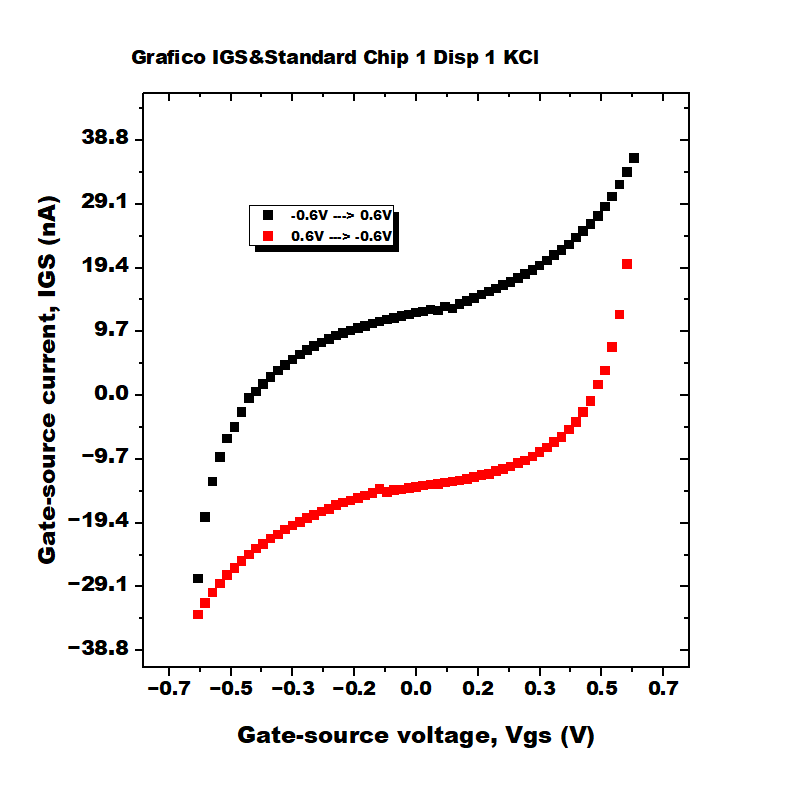 Grafico IGS&Standard Chip 1 Disp 1 KCl
Gate-source current, IGS (nA)
38.8
29.1
19.4
9.7
0.0
−9.7
−19.4
−29.1
−38.8
-0.6V ---> 0.6V
0.6V ---> -0.6V
−0.7 −0.5 −0.3 −0.2 0.0 0.2 0.3 0.5 0.7
Gate-source voltage, Vgs (V)